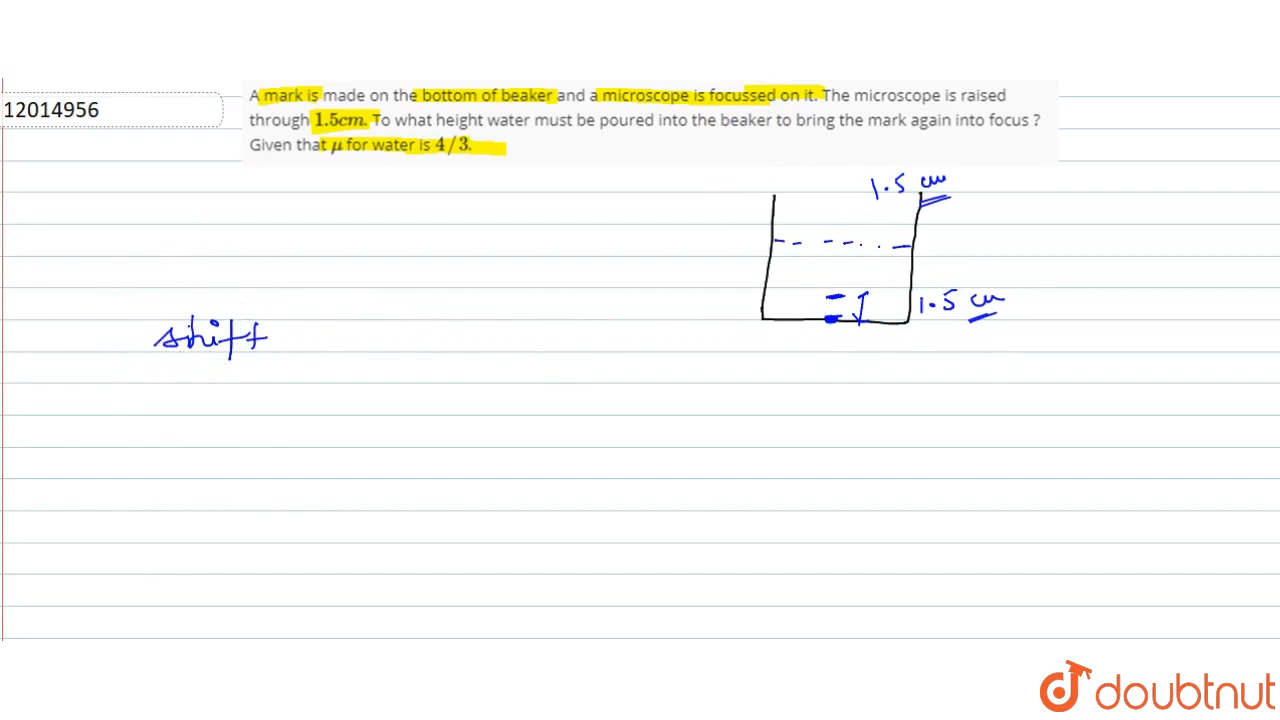 12014956
A mark is made on the bottom of beaker and a microscope is focussed on it. The microscope is raised
through 1.5cm. To what height water must be poured into the beaker to bring the mark again into focus ?
Given that μ for water is 4/3.
1.5 cm
1.5 cm
shift
doubtnut